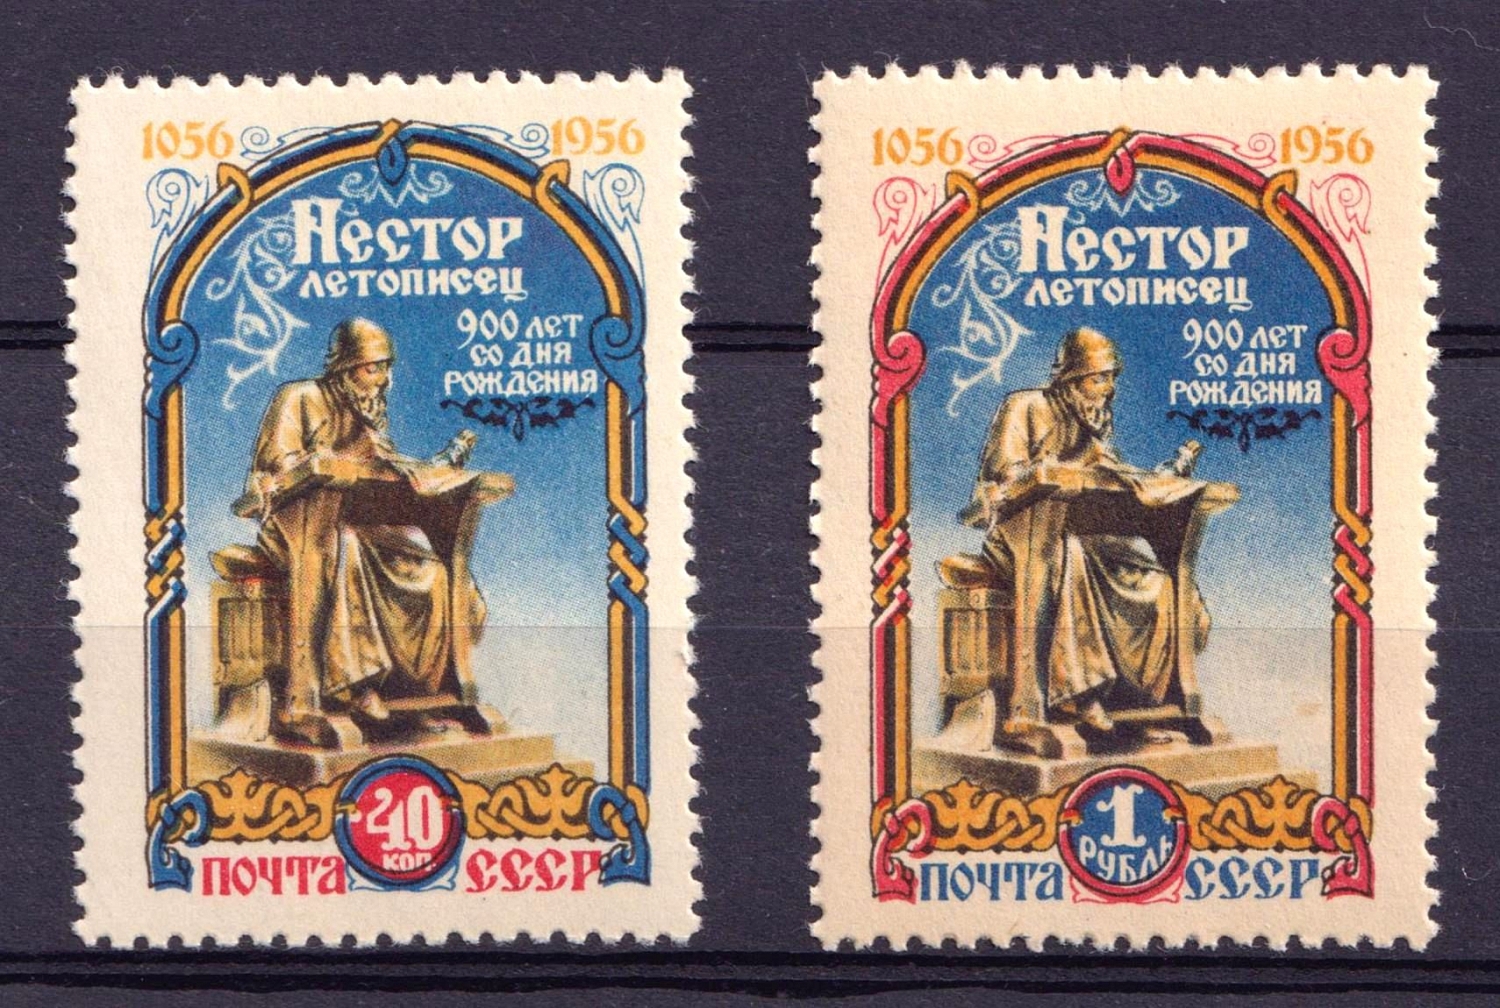 1056 1956
Нестор
летописец
900 лет
со дня
рождения
40
коп.
почта СССР
1056 1956
Нестор
летописец
900 лет
со дня
рождения
1
рубль
почта СССР